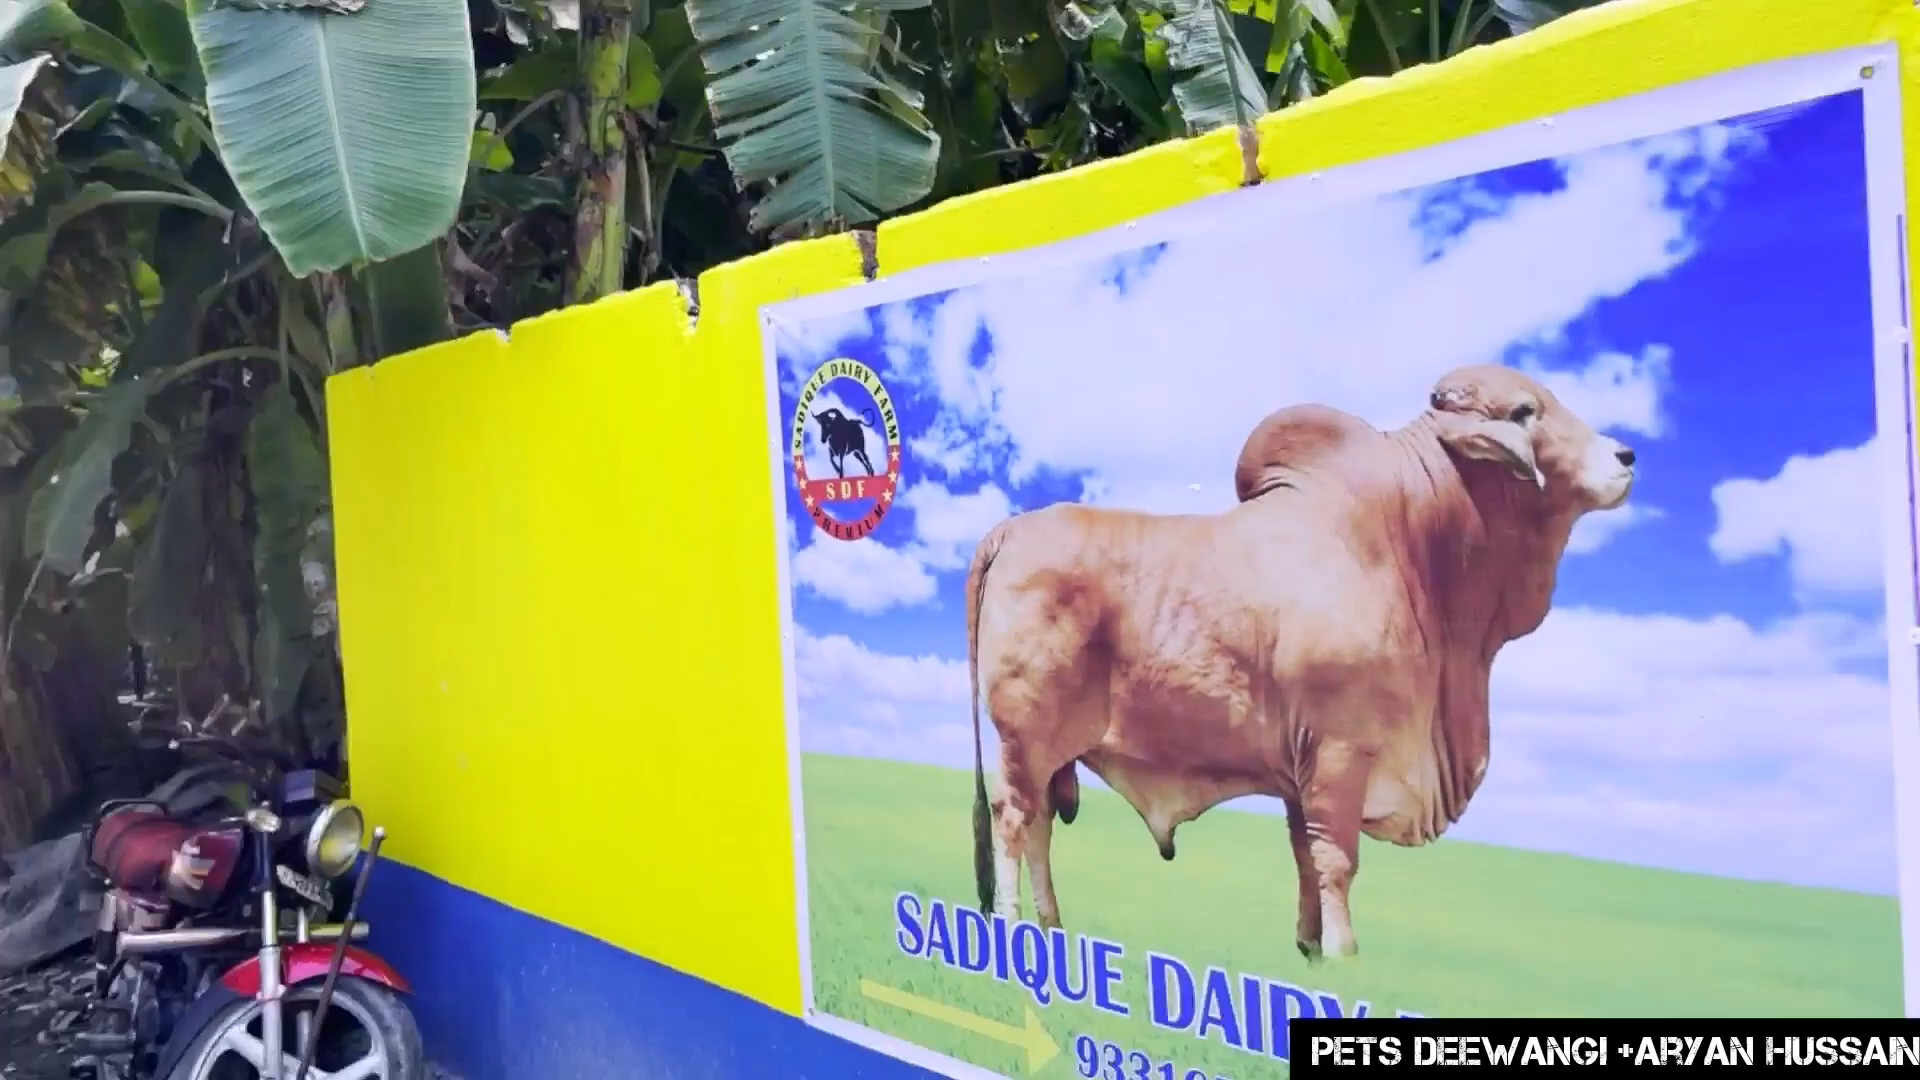 SADIQUE DAIRY FARM
SDF
PREMIUM
SADIQUE DAIRY
PETS DEEWANGI +ARYAN HUSSAIN